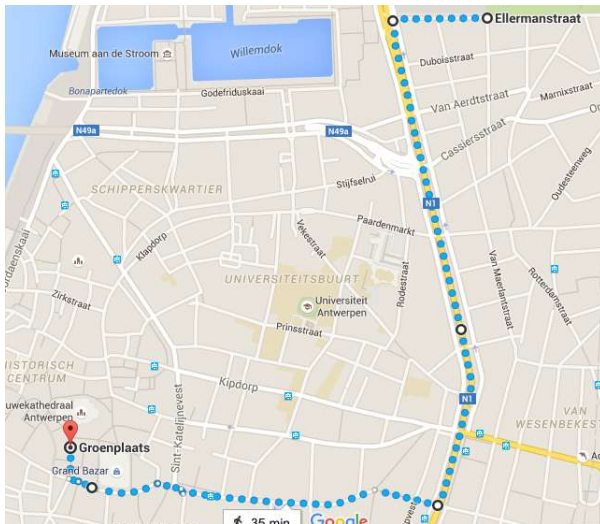 Ellermanstraat
Museum aan de Stroom
Willemdok
Duboisstraat
Bonapartedok
Godefriduskaai
Van Aerdtstraat
Marnixstraat
N49a
N49a
Cassiersstraat
Oudesteenweg
Stijfselrui
SCHIPPERSKWARTIER
N1
Paardenmarkt
Klapdorp
Vekestraat
ordaenskaai
UNIVERSITEITSBUURT
Rodestraat
Van Maerlantstraat
Rotterdamstraat
Zirkstraat
Universiteit
Antwerpen
Prinsstraat
HISTORISCH
CENTRUM
Kipdorp
N1
uwekathedraal
Antwerpen
VAN
WESENBEKEST
Sint-Katelijnevest
Groenplaats
Grand Bazar
35 min
Google